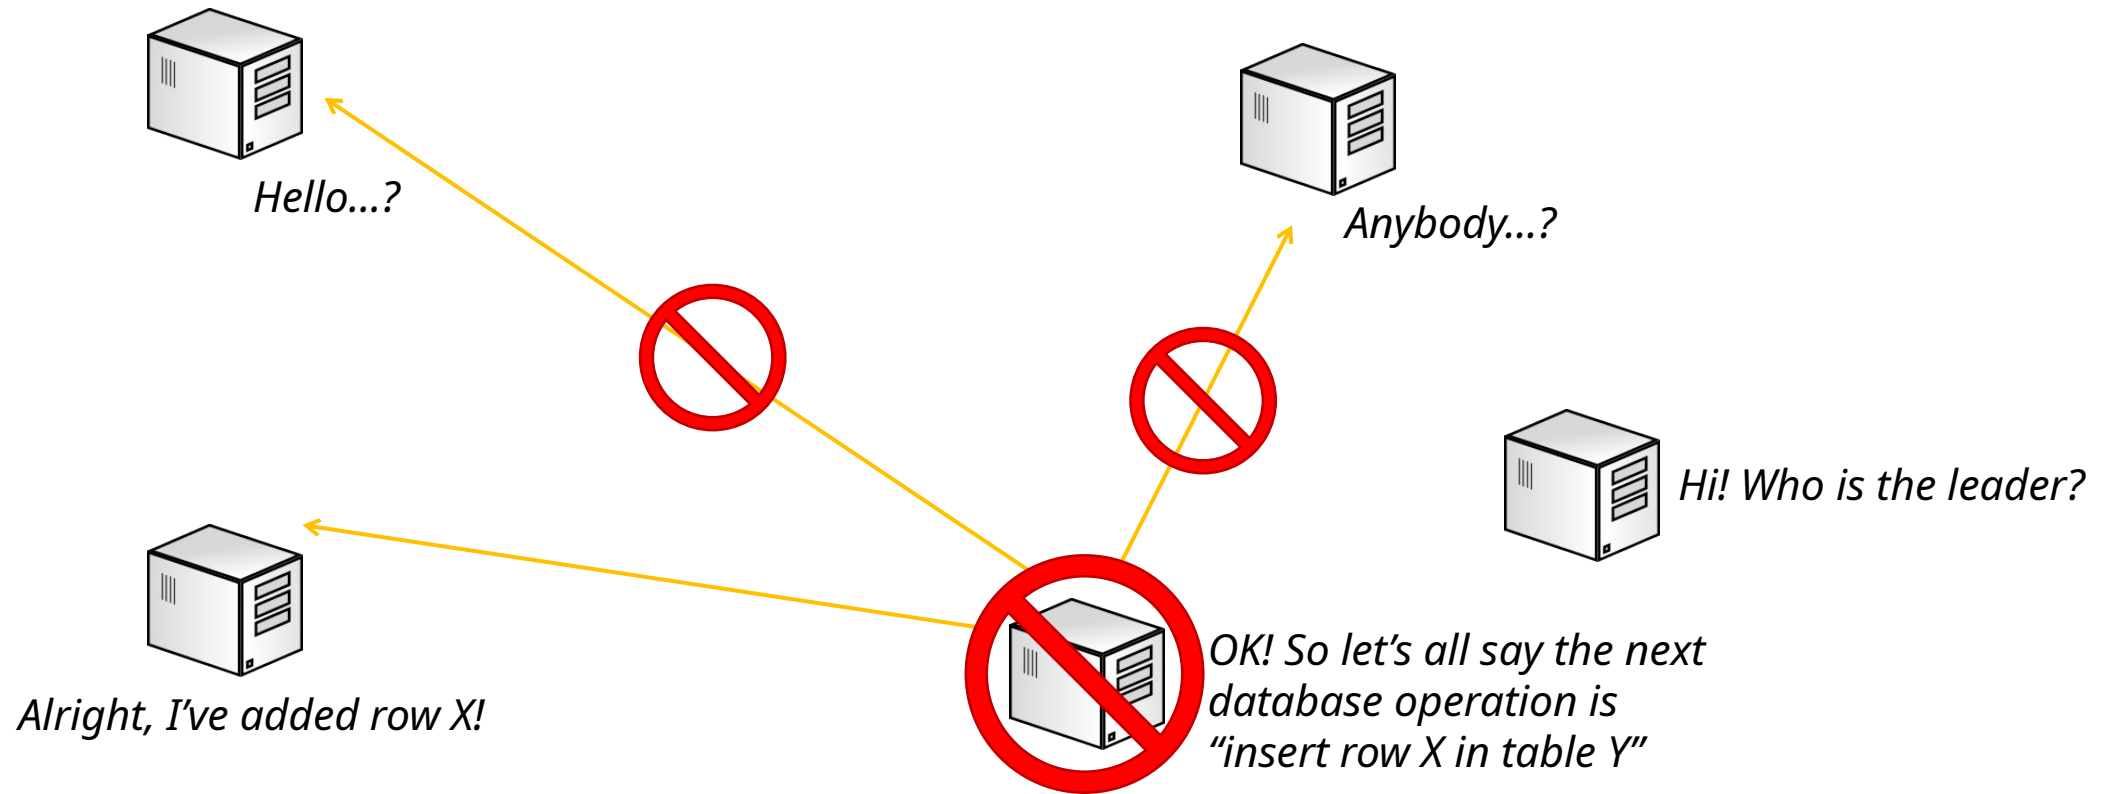 Hello...?
Anybody...?
Hi! Who is the leader?
Alright, I’ve added row X!
OK! So let’s all say the next
database operation is
“insert row X in table Y”